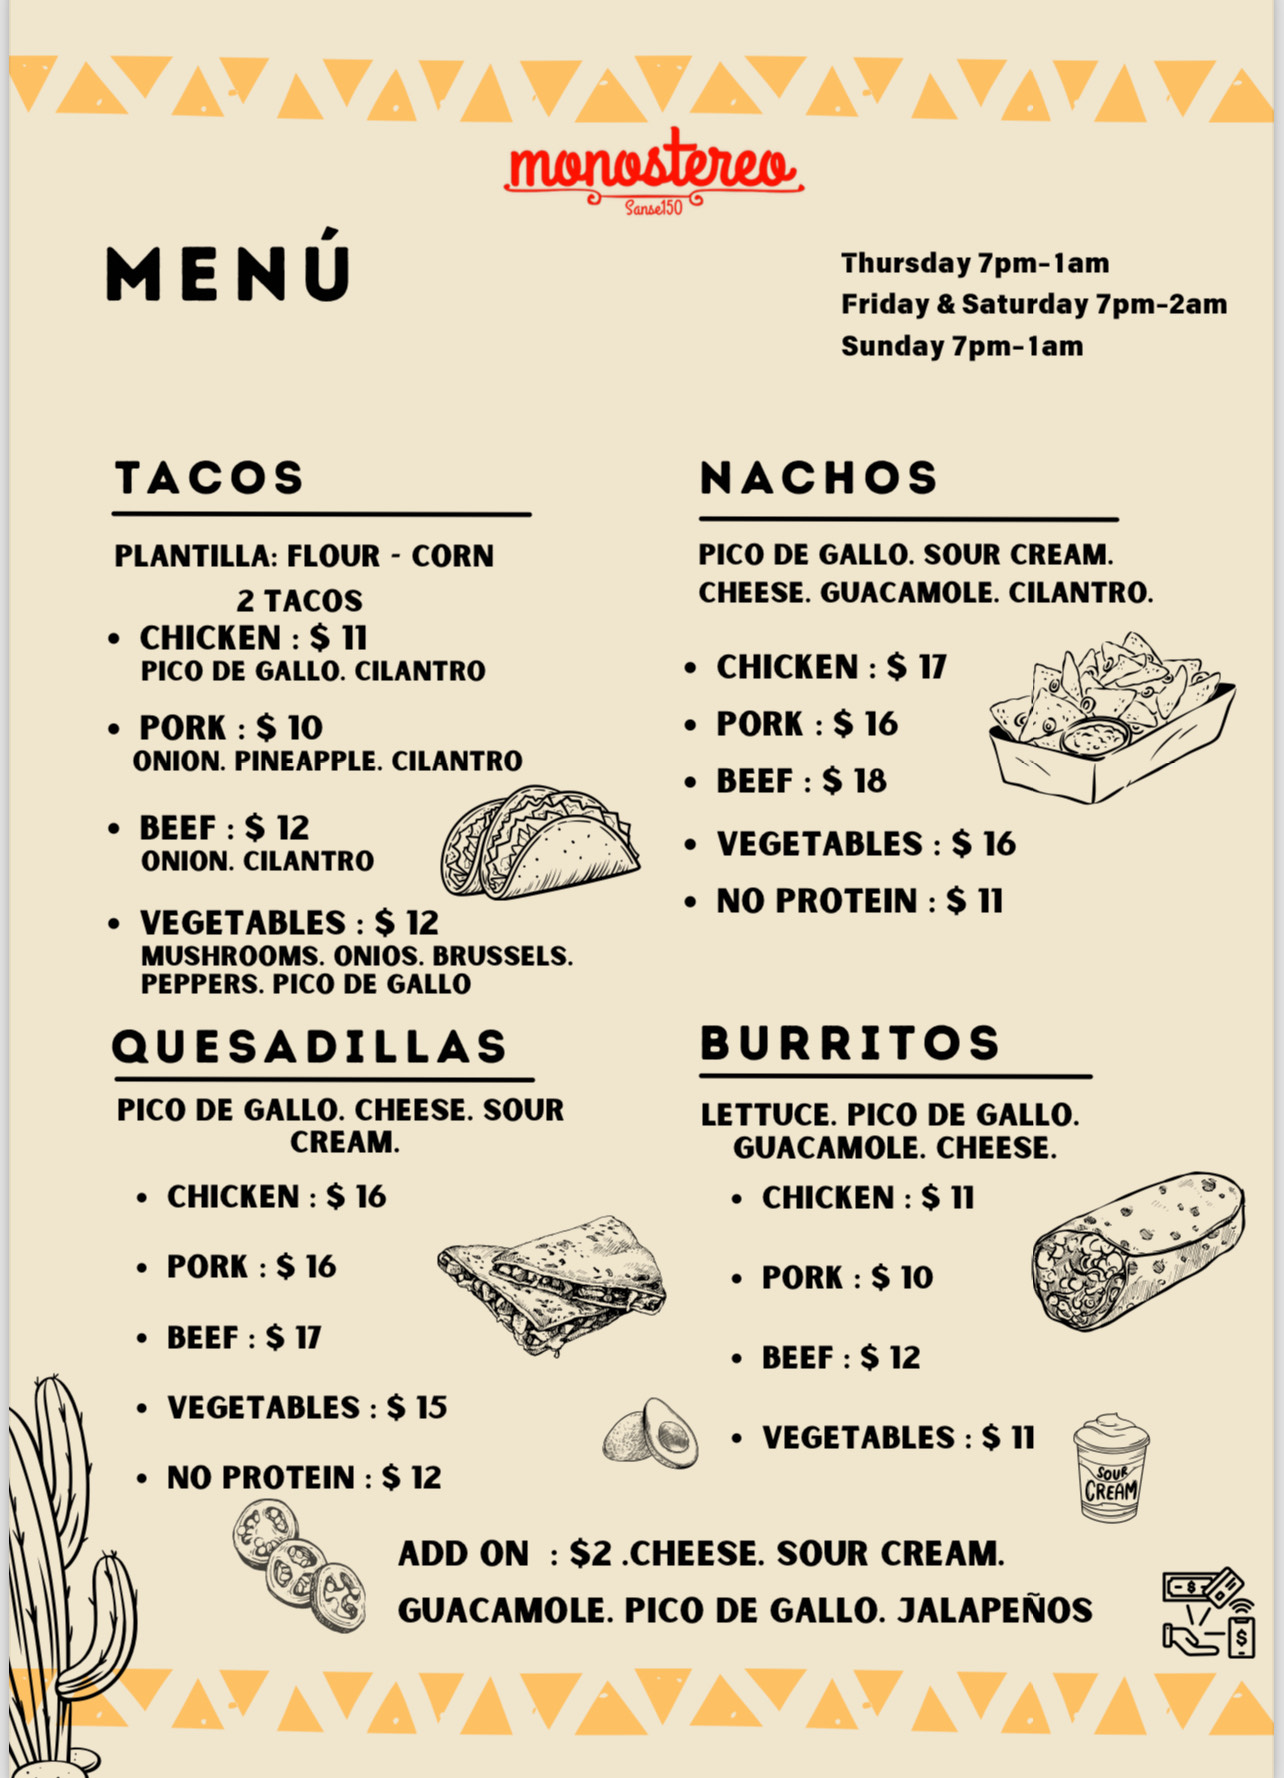 monostereo
Sanse150
MENÚ
Thursday 7pm-1am
Friday & Saturday 7pm-2am
Sunday 7pm-1am
TACOS
PLANTILLA: FLOUR - CORN
2 TACOS
• CHICKEN : $ 11
PICO DE GALLO. CILANTRO
• PORK : $ 10
ONION. PINEAPPLE. CILANTRO
• BEEF : $ 12
ONION. CILANTRO
• VEGETABLES : $ 12
MUSHROOMS. ONIOS. BRUSSELS.
PEPPERS. PICO DE GALLO
NACHOS
PICO DE GALLO. SOUR CREAM.
CHEESE. GUACAMOLE. CILANTRO.
• CHICKEN : $ 17
• PORK : $ 16
• BEEF : $ 18
• VEGETABLES : $ 16
• NO PROTEIN : $ 11
QUESADILLAS
PICO DE GALLO. CHEESE. SOUR
CREAM.
• CHICKEN : $ 16
• PORK : $ 16
• BEEF : $ 17
• VEGETABLES : $ 15
• NO PROTEIN : $ 12
BURRITOS
LETTUCE. PICO DE GALLO.
GUACAMOLE. CHEESE.
• CHICKEN : $ 11
• PORK : $ 10
• BEEF : $ 12
• VEGETABLES : $ 11
SOUR
CREAM
ADD ON : $2 .CHEESE. SOUR CREAM.
GUACAMOLE. PICO DE GALLO. JALAPEÑOS
$
$